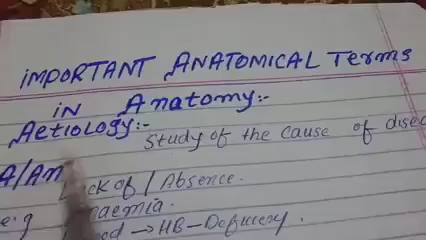 IMPORTANT ANATOMICAL Terms
IN Anatomy:-
Aetiology:- Study of the cause of
A/An
Lack of / Absence.
e.g
→ HB-Deficiency.